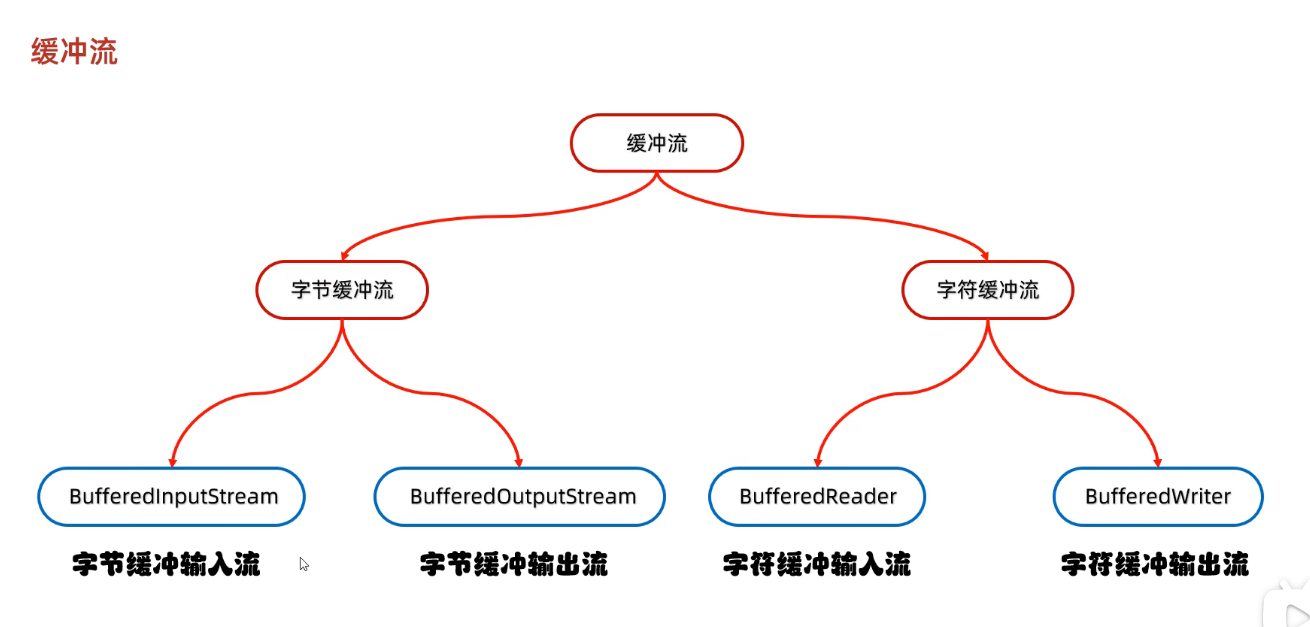 缓冲流
缓冲流
字节缓冲流
字符缓冲流
BufferedInputStream
BufferedOutputStream
BufferedReader
BufferedWriter
字节缓冲输入流
字节缓冲输出流
字符缓冲输入流
字符缓冲输出流